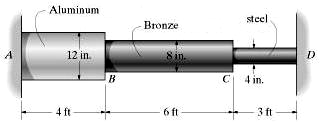 Aluminum
Bronze
steel
A
12 in.
8 in.
D
B
C
4 in.
4 ft
6 ft
3 ft